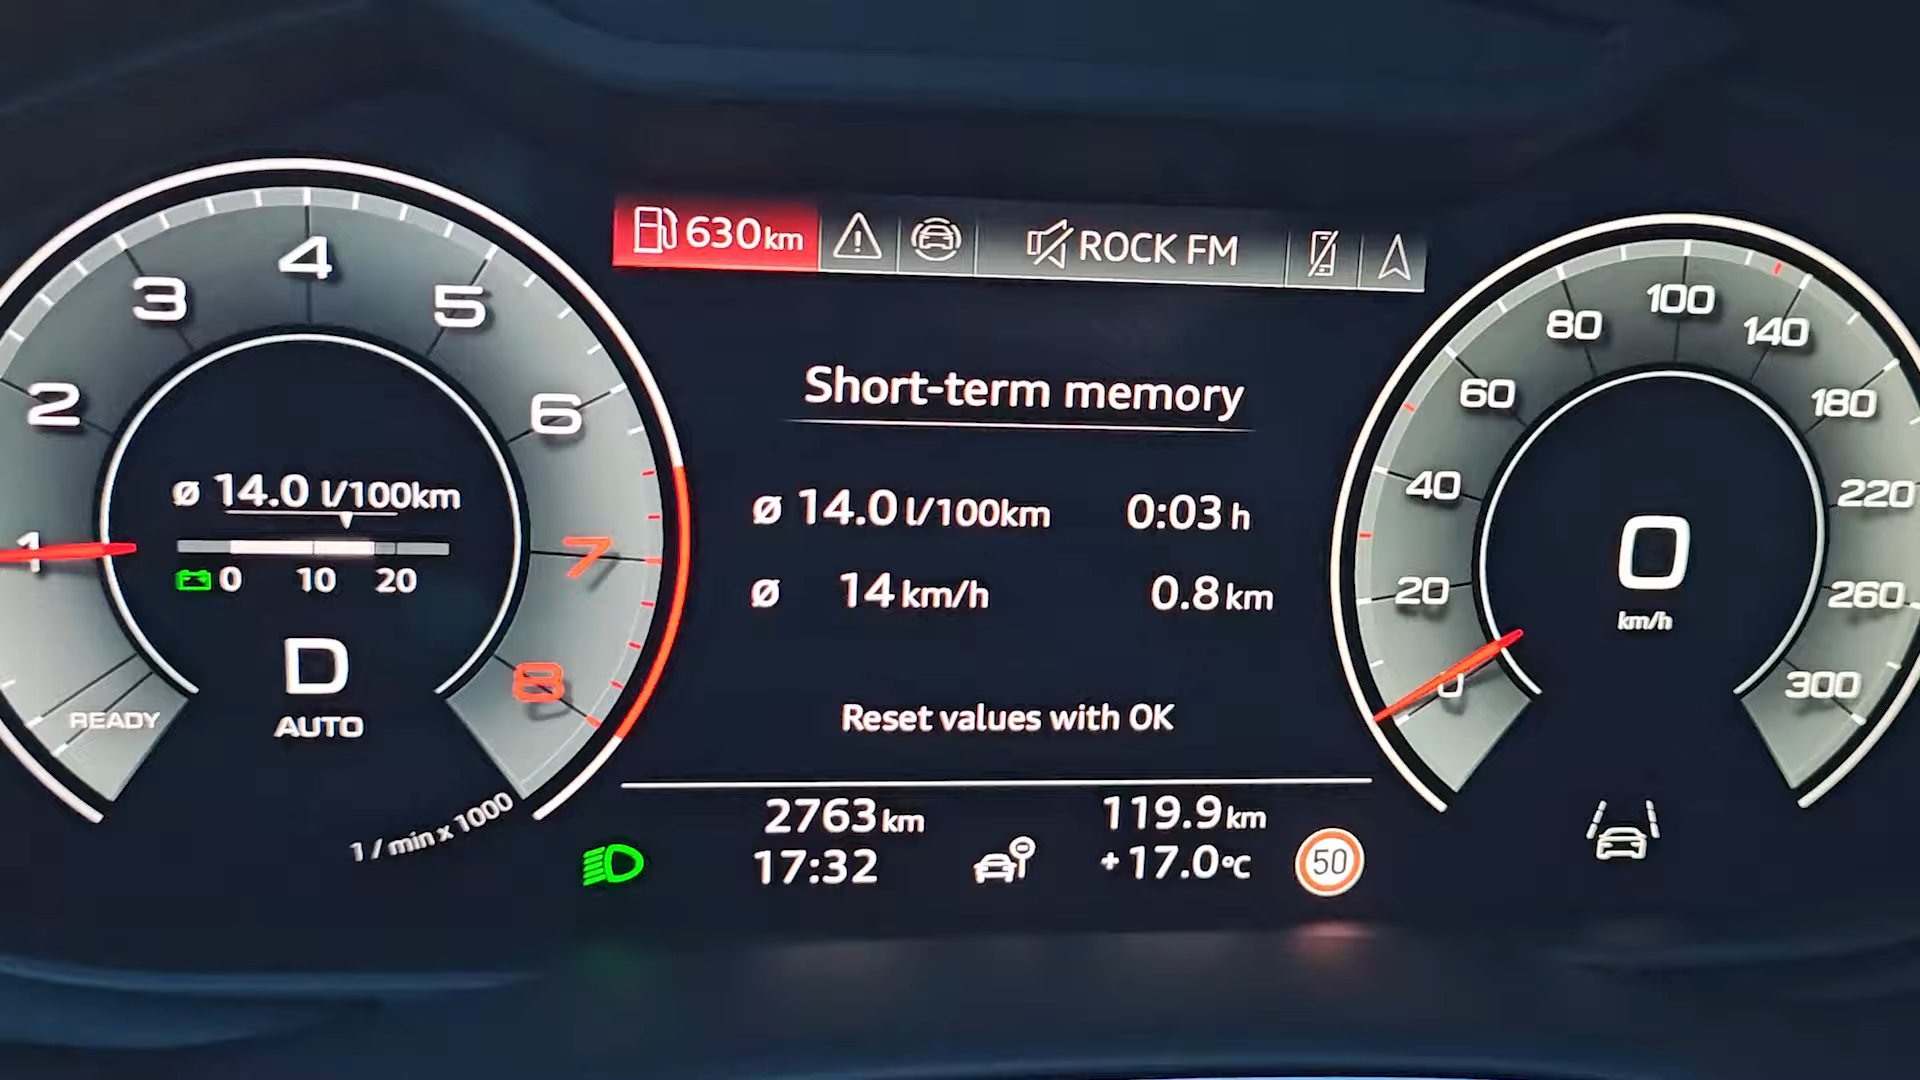 630 km ROCK FM
Short-term memory
ø 14.0 l/100km 0:03 h
ø 14 km/h 0.8 km
Reset values with OK
2763 km 119.9 km
17:32 +17.0°C
50
1
2
3
4
5
6
7
8
ø 14.0 l/100km
0 10 20
D
AUTO
READY
1 / min x 1000
0
20
40
60
80
100
140
180
220
260
300
0
km/h